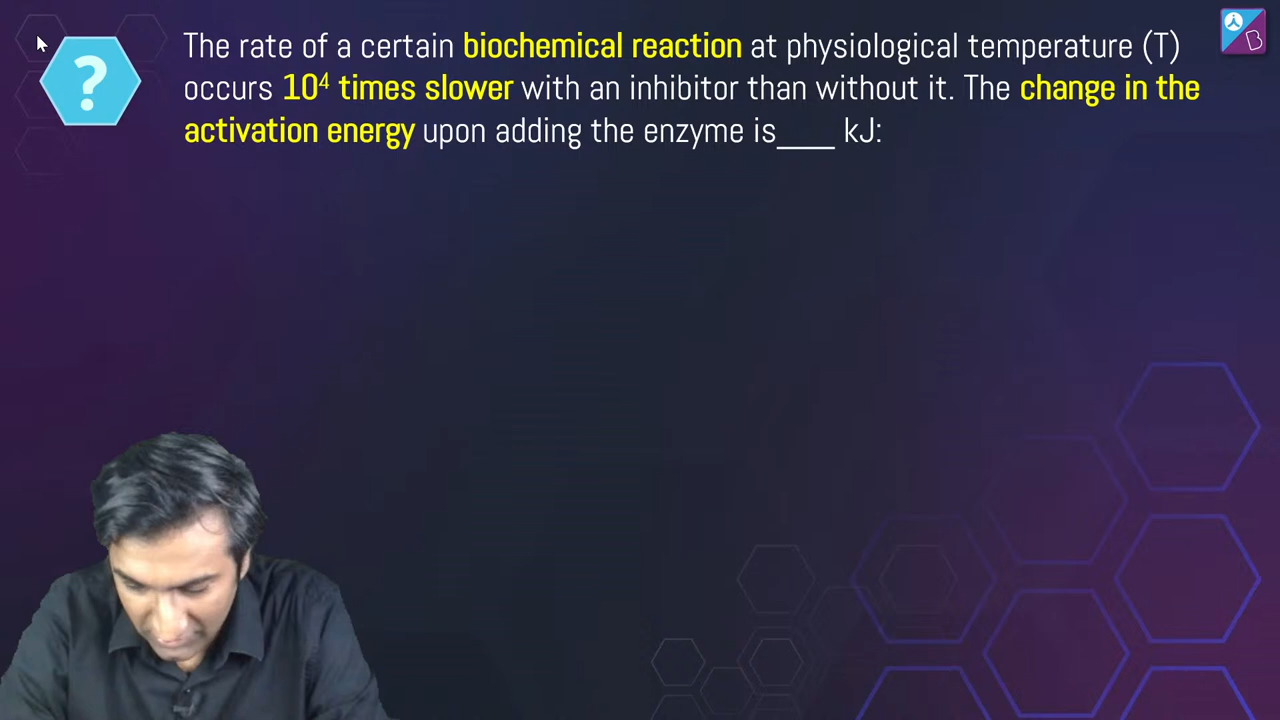 ?
The rate of a certain biochemical reaction at physiological temperature (T)
occurs 10⁴ times slower with an inhibitor than without it. The change in the
activation energy upon adding the enzyme is____ kJ:
B